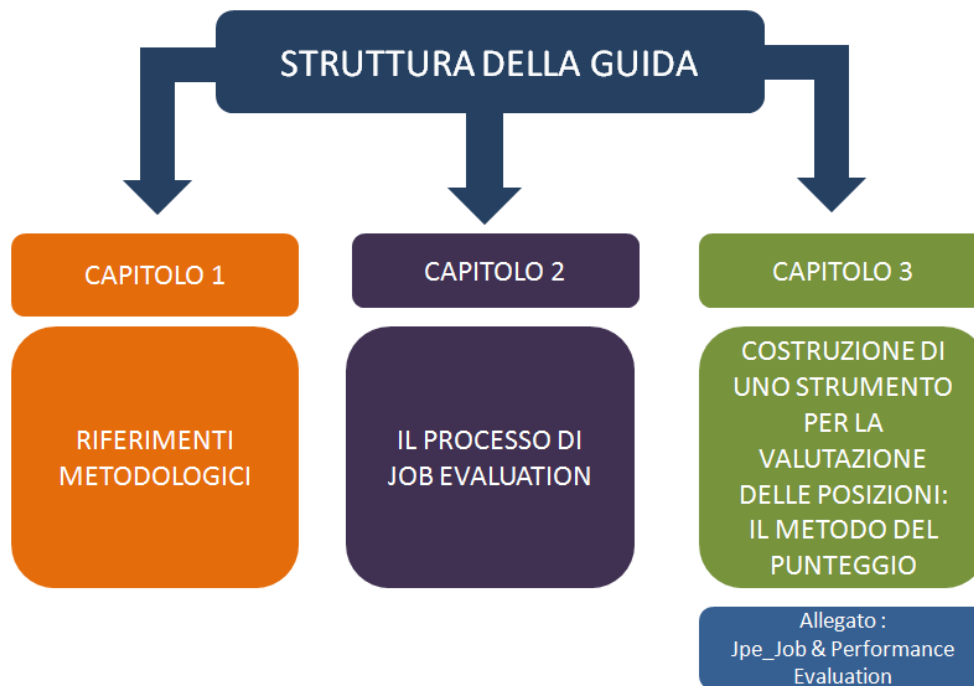 STRUTTURA DELLA GUIDA
CAPITOLO 1
RIFERIMENTI
METODOLOGICI
CAPITOLO 2
IL PROCESSO DI
JOB EVALUATION
CAPITOLO 3
COSTRUZIONE DI
UNO STRUMENTO
PER LA
VALUTAZIONE
DELLE POSIZIONI:
IL METODO DEL
PUNTEGGIO
Allegato :
Jpe_Job & Performance
Evaluation